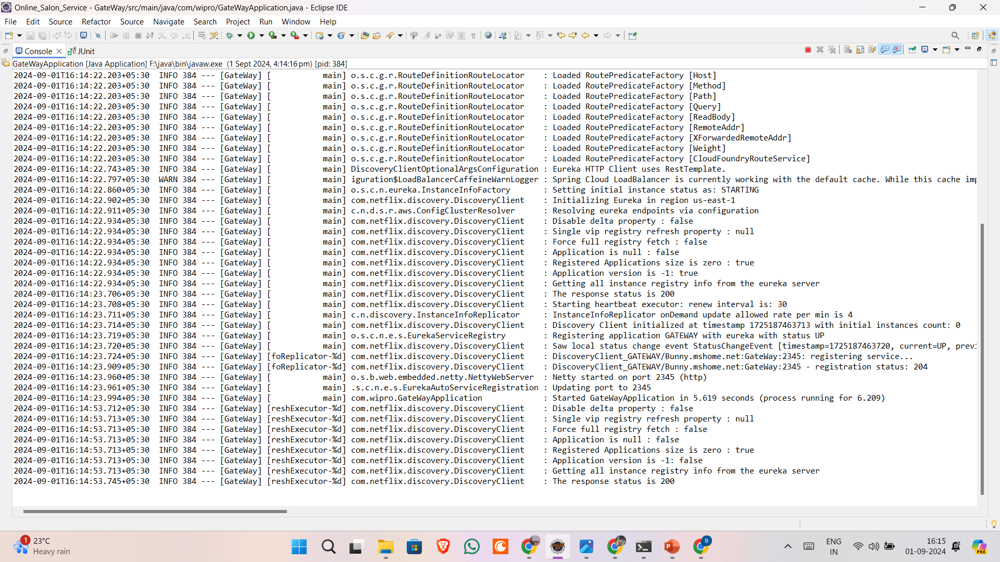 Online_Salon_Service - GateWay/src/main/java/com/wipro/GateWayApplication.java - Eclipse IDE
File Edit Source Refactor Source Navigate Search Project Run Window Help
Console JUnit
GateWayApplication [Java Application] F:\java\bin\javaw.exe (1 Sept 2024, 4:14:16 pm) [pid: 384]
2024-09-01T16:14:22.203+05:30 INFO 384 --- [GateWay] [ main] o.s.c.g.r.RouteDefinitionRouteLocator : Loaded RoutePredicateFactory [Host]
2024-09-01T16:14:22.203+05:30 INFO 384 --- [GateWay] [ main] o.s.c.g.r.RouteDefinitionRouteLocator : Loaded RoutePredicateFactory [Method]
2024-09-01T16:14:22.203+05:30 INFO 384 --- [GateWay] [ main] o.s.c.g.r.RouteDefinitionRouteLocator : Loaded RoutePredicateFactory [Path]
2024-09-01T16:14:22.203+05:30 INFO 384 --- [GateWay] [ main] o.s.c.g.r.RouteDefinitionRouteLocator : Loaded RoutePredicateFactory [Query]
2024-09-01T16:14:22.203+05:30 INFO 384 --- [GateWay] [ main] o.s.c.g.r.RouteDefinitionRouteLocator : Loaded RoutePredicateFactory [ReadBody]
2024-09-01T16:14:22.203+05:30 INFO 384 --- [GateWay] [ main] o.s.c.g.r.RouteDefinitionRouteLocator : Loaded RoutePredicateFactory [RemoteAddr]
2024-09-01T16:14:22.203+05:30 INFO 384 --- [GateWay] [ main] o.s.c.g.r.RouteDefinitionRouteLocator : Loaded RoutePredicateFactory [XForwardedRemoteAddr]
2024-09-01T16:14:22.203+05:30 INFO 384 --- [GateWay] [ main] o.s.c.g.r.RouteDefinitionRouteLocator : Loaded RoutePredicateFactory [Weight]
2024-09-01T16:14:22.203+05:30 INFO 384 --- [GateWay] [ main] o.s.c.g.r.RouteDefinitionRouteLocator : Loaded RoutePredicateFactory [CloudFoundryRouteService]
2024-09-01T16:14:22.743+05:30 INFO 384 --- [GateWay] [ main] DiscoveryClientOptionalArgsConfiguration : Eureka HTTP Client uses RestTemplate.
2024-09-01T16:14:22.797+05:30 WARN 384 --- [GateWay] [ main] iguration$LoadBalancerCaffeineWarnLogger : Spring Cloud LoadBalancer is currently working with the default cache. While this cache imp
2024-09-01T16:14:22.860+05:30 INFO 384 --- [GateWay] [ main] o.s.c.n.eureka.InstanceInfoFactory : Setting initial instance status as: STARTING
2024-09-01T16:14:22.902+05:30 INFO 384 --- [GateWay] [ main] com.netflix.discovery.DiscoveryClient : Initializing Eureka in region us-east-1
2024-09-01T16:14:22.911+05:30 INFO 384 --- [GateWay] [ main] c.n.d.s.r.aws.ConfigClusterResolver : Resolving eureka endpoints via configuration
2024-09-01T16:14:22.934+05:30 INFO 384 --- [GateWay] [ main] com.netflix.discovery.DiscoveryClient : Disable delta property : false
2024-09-01T16:14:22.934+05:30 INFO 384 --- [GateWay] [ main] com.netflix.discovery.DiscoveryClient : Single vip registry refresh property : null
2024-09-01T16:14:22.934+05:30 INFO 384 --- [GateWay] [ main] com.netflix.discovery.DiscoveryClient : Force full registry fetch : false
2024-09-01T16:14:22.934+05:30 INFO 384 --- [GateWay] [ main] com.netflix.discovery.DiscoveryClient : Application is null : false
2024-09-01T16:14:22.934+05:30 INFO 384 --- [GateWay] [ main] com.netflix.discovery.DiscoveryClient : Registered Applications size is zero : true
2024-09-01T16:14:22.934+05:30 INFO 384 --- [GateWay] [ main] com.netflix.discovery.DiscoveryClient : Application version is -1: true
2024-09-01T16:14:22.934+05:30 INFO 384 --- [GateWay] [ main] com.netflix.discovery.DiscoveryClient : Getting all instance registry info from the eureka server
2024-09-01T16:14:23.706+05:30 INFO 384 --- [GateWay] [ main] com.netflix.discovery.DiscoveryClient : The response status is 200
2024-09-01T16:14:23.708+05:30 INFO 384 --- [GateWay] [ main] com.netflix.discovery.DiscoveryClient : Starting heartbeat executor: renew interval is: 30
2024-09-01T16:14:23.711+05:30 INFO 384 --- [GateWay] [ main] c.n.discovery.InstanceInfoReplicator : InstanceInfoReplicator onDemand update allowed rate per min is 4
2024-09-01T16:14:23.714+05:30 INFO 384 --- [GateWay] [ main] com.netflix.discovery.DiscoveryClient : Discovery Client initialized at timestamp 1725187463713 with initial instances count: 0
2024-09-01T16:14:23.719+05:30 INFO 384 --- [GateWay] [ main] o.s.c.n.e.s.EurekaServiceRegistry : Registering application GATEWAY with eureka with status UP
2024-09-01T16:14:23.720+05:30 INFO 384 --- [GateWay] [ main] com.netflix.discovery.DiscoveryClient : Saw local status change event StatusChangeEvent [timestamp=1725187463720, current=UP, previ
2024-09-01T16:14:23.724+05:30 INFO 384 --- [GateWay] [foReplicator-%d] com.netflix.discovery.DiscoveryClient : DiscoveryClient_GATEWAY/Bunny.mshome.net:GateWay:2345: registering service...
2024-09-01T16:14:23.909+05:30 INFO 384 --- [GateWay] [foReplicator-%d] com.netflix.discovery.DiscoveryClient : DiscoveryClient_GATEWAY/Bunny.mshome.net:GateWay:2345 - registration status: 204
2024-09-01T16:14:23.960+05:30 INFO 384 --- [GateWay] [ main] o.s.b.web.embedded.netty.NettyWebServer : Netty started on port 2345 (http)
2024-09-01T16:14:23.961+05:30 INFO 384 --- [GateWay] [ main] .s.c.n.e.s.EurekaAutoServiceRegistration : Updating port to 2345
2024-09-01T16:14:23.994+05:30 INFO 384 --- [GateWay] [ main] com.wipro.GateWayApplication : Started GateWayApplication in 5.619 seconds (process running for 6.209)
2024-09-01T16:14:53.712+05:30 INFO 384 --- [GateWay] [reshExecutor-%d] com.netflix.discovery.DiscoveryClient : Disable delta property : false
2024-09-01T16:14:53.713+05:30 INFO 384 --- [GateWay] [reshExecutor-%d] com.netflix.discovery.DiscoveryClient : Single vip registry refresh property : null
2024-09-01T16:14:53.713+05:30 INFO 384 --- [GateWay] [reshExecutor-%d] com.netflix.discovery.DiscoveryClient : Force full registry fetch : false
2024-09-01T16:14:53.713+05:30 INFO 384 --- [GateWay] [reshExecutor-%d] com.netflix.discovery.DiscoveryClient : Application is null : false
2024-09-01T16:14:53.713+05:30 INFO 384 --- [GateWay] [reshExecutor-%d] com.netflix.discovery.DiscoveryClient : Registered Applications size is zero : true
2024-09-01T16:14:53.713+05:30 INFO 384 --- [GateWay] [reshExecutor-%d] com.netflix.discovery.DiscoveryClient : Application version is -1: false
2024-09-01T16:14:53.713+05:30 INFO 384 --- [GateWay] [reshExecutor-%d] com.netflix.discovery.DiscoveryClient : Getting all instance registry info from the eureka server
2024-09-01T16:14:53.745+05:30 INFO 384 --- [GateWay] [reshExecutor-%d] com.netflix.discovery.DiscoveryClient : The response status is 200
1 23°C
Heavy rain
ENG
IN
16:15
01-09-2024